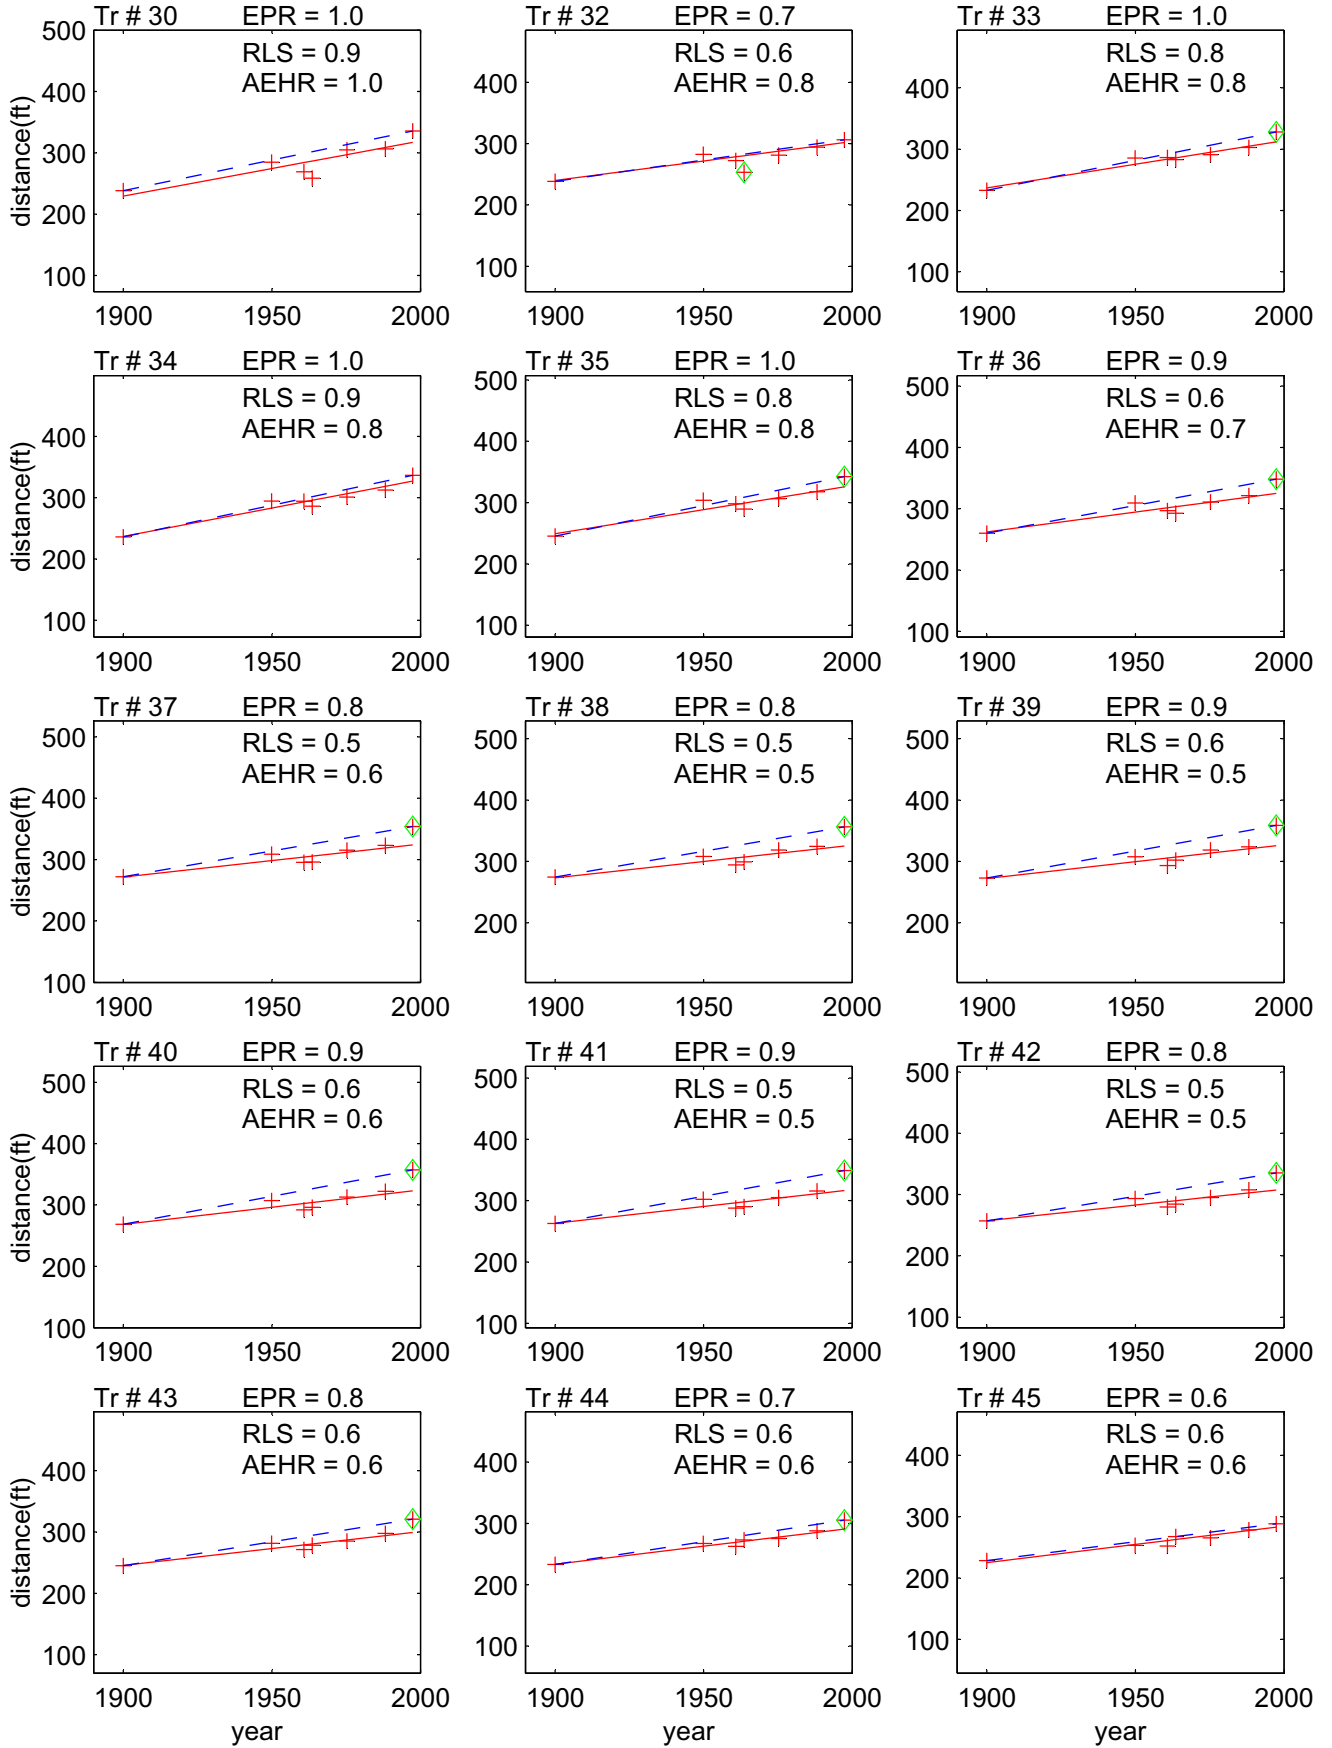 Tr # 30 EPR = 1.0 Tr # 32 EPR = 0.7 Tr # 33 EPR = 1.0
500
RLS = 0.9 RLS = 0.6 RLS = 0.8
AEHR = 1.0 AEHR = 0.8 AEHR = 0.8
400 400 400
300 300 300
200 200 200
100 100 100
distance(ft)
1900 1950 2000 1900 1950 2000 1900 1950 2000
Tr # 34 EPR = 1.0 Tr # 35 EPR = 1.0 Tr # 36 EPR = 0.9
500 500
RLS = 0.9 RLS = 0.8 RLS = 0.6
AEHR = 0.8 AEHR = 0.8 AEHR = 0.7
400 400 400
300 300 300
200 200 200
100 100 100
distance(ft)
1900 1950 2000 1900 1950 2000 1900 1950 2000
Tr # 37 EPR = 0.8 Tr # 38 EPR = 0.8 Tr # 39 EPR = 0.9
500 500 500
RLS = 0.5 RLS = 0.5 RLS = 0.6
AEHR = 0.6 AEHR = 0.5 AEHR = 0.5
400 400 400
300 300 300
200 200 200
100
distance(ft)
1900 1950 2000 1900 1950 2000 1900 1950 2000
Tr # 40 EPR = 0.9 Tr # 41 EPR = 0.9 Tr # 42 EPR = 0.8
500 500 500
RLS = 0.6 RLS = 0.5 RLS = 0.5
AEHR = 0.6 AEHR = 0.5 AEHR = 0.5
400 400 400
300 300 300
200 200 200
100 100 100
distance(ft)
1900 1950 2000 1900 1950 2000 1900 1950 2000
Tr # 43 EPR = 0.8 Tr # 44 EPR = 0.7 Tr # 45 EPR = 0.6
RLS = 0.6 RLS = 0.6 RLS = 0.6
AEHR = 0.6 AEHR = 0.6 AEHR = 0.6
400 400 400
300 300 300
200 200 200
100 100 100
distance(ft)
1900 1950 2000 1900 1950 2000 1900 1950 2000
year year year